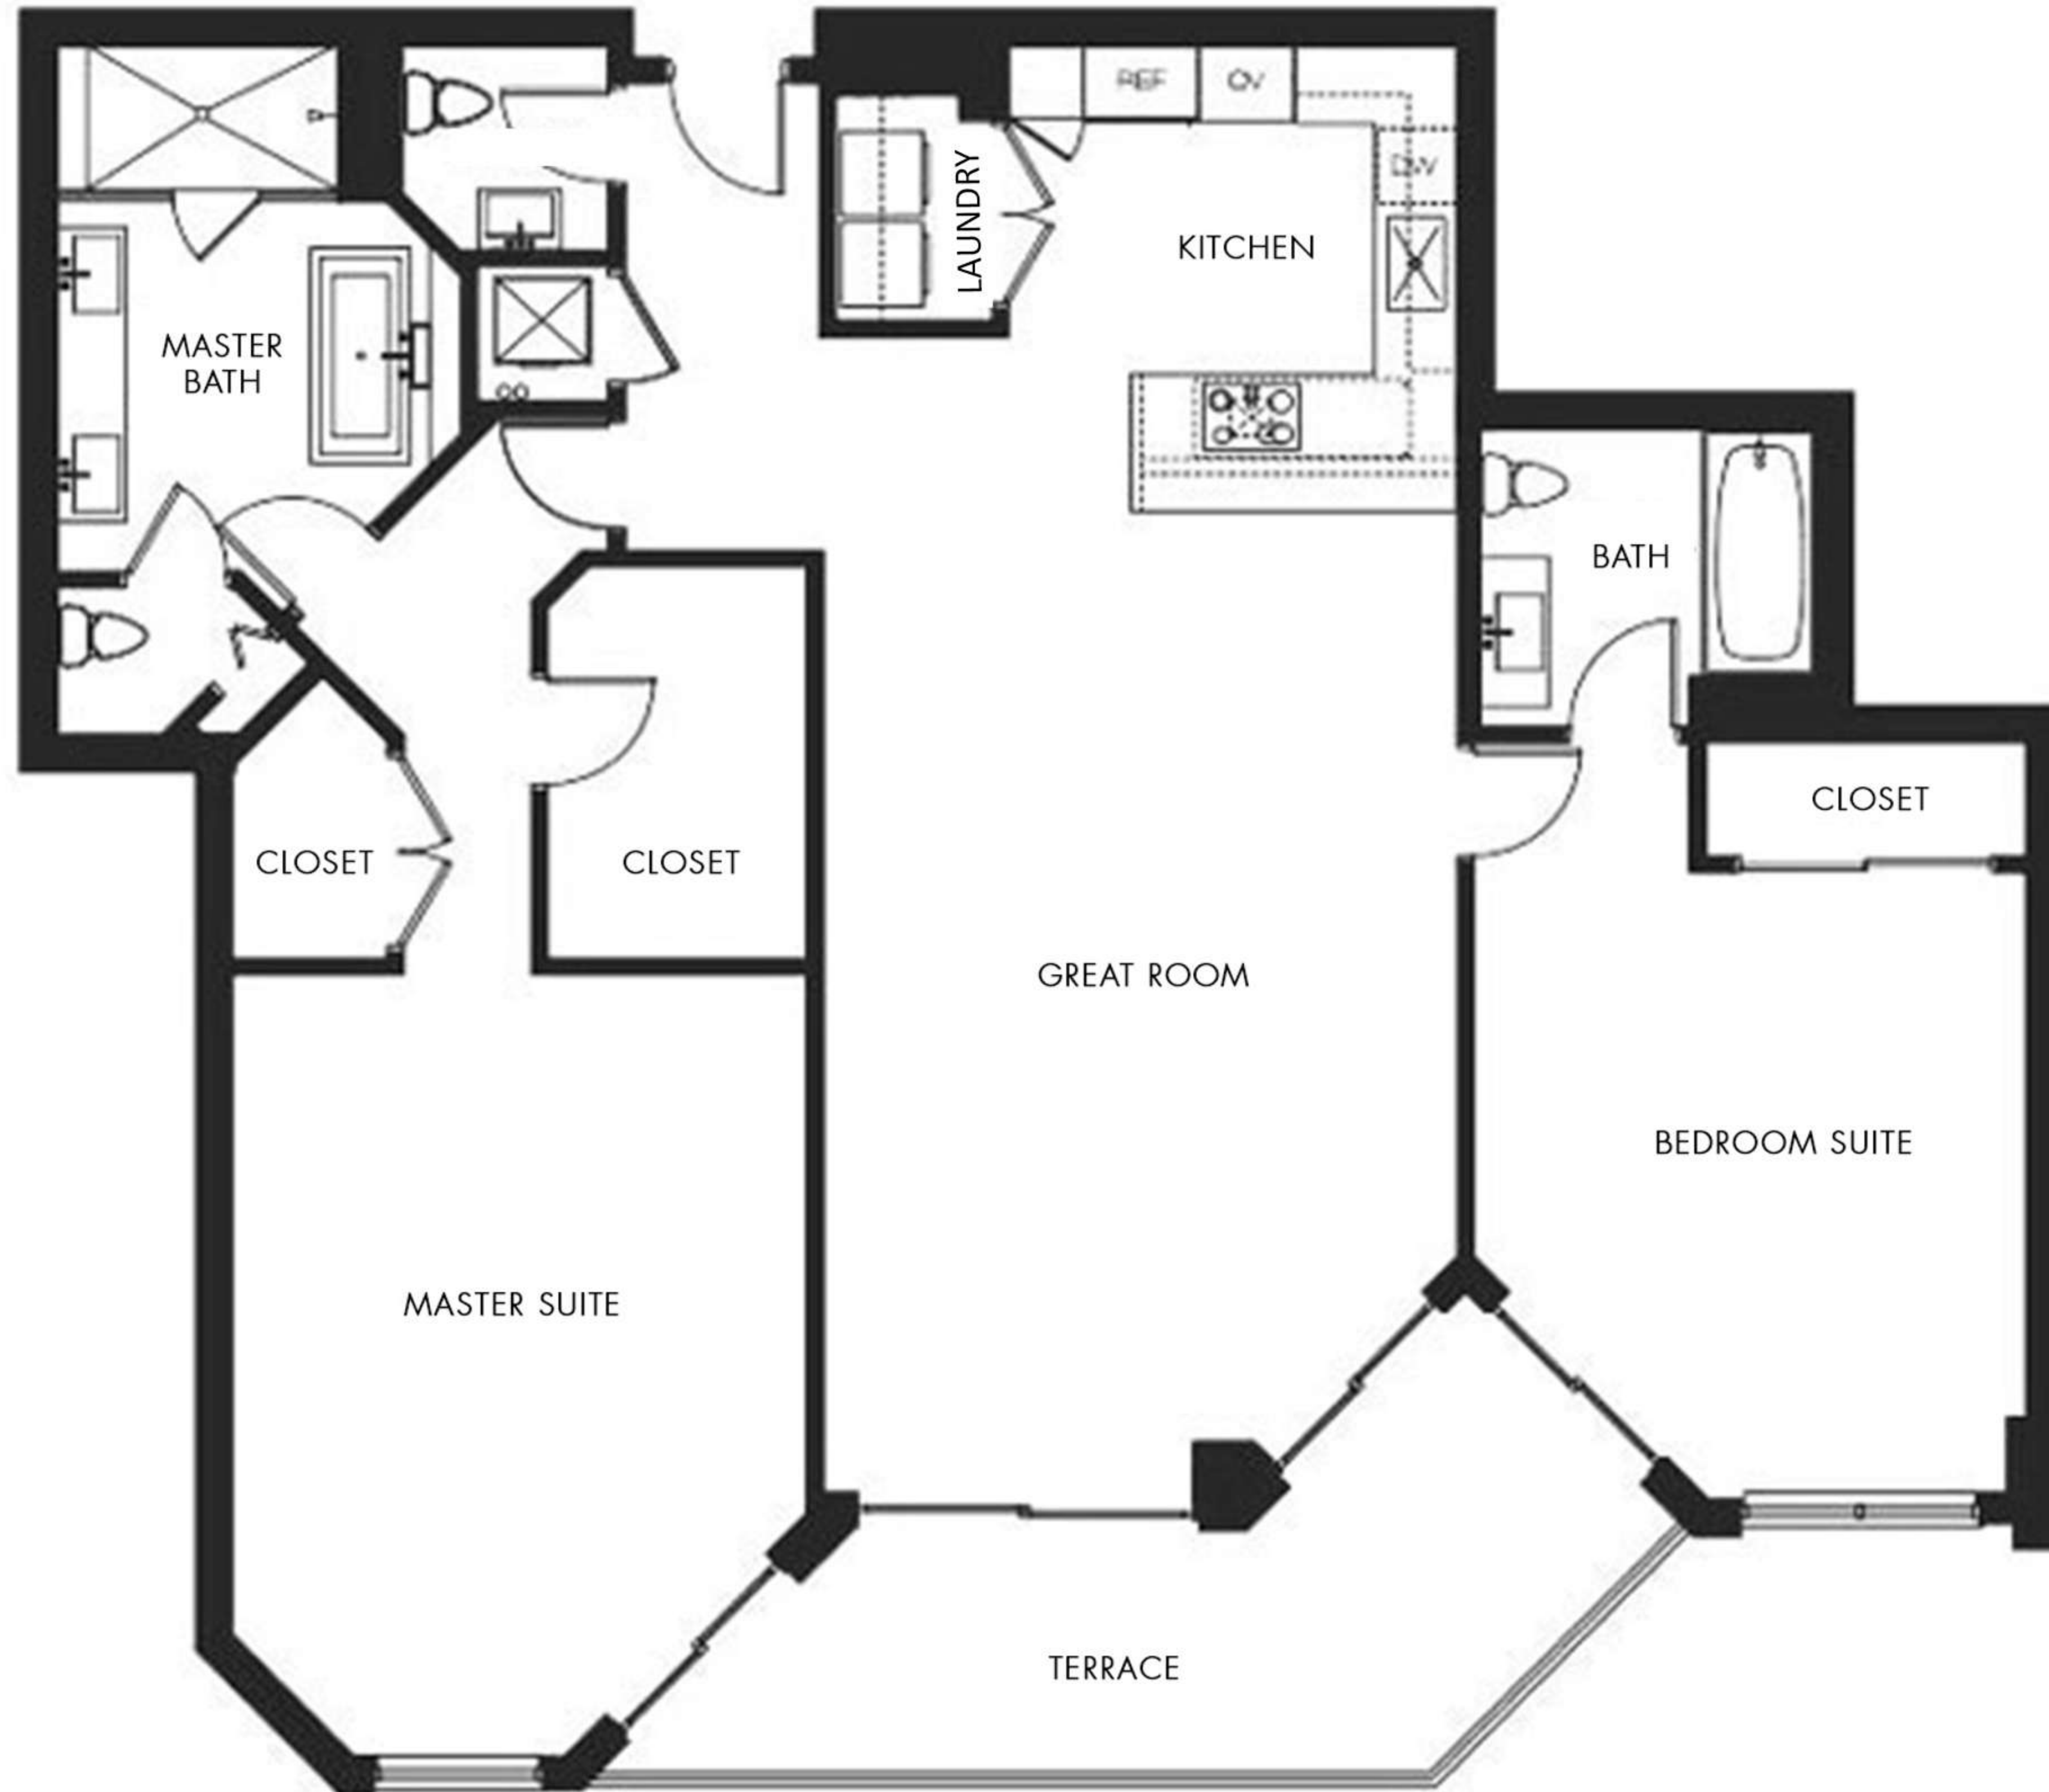 REF
OV
DW
LAUNDRY
KITCHEN
MASTER
BATH
BATH
CLOSET
CLOSET
CLOSET
GREAT ROOM
BEDROOM SUITE
MASTER SUITE
TERRACE